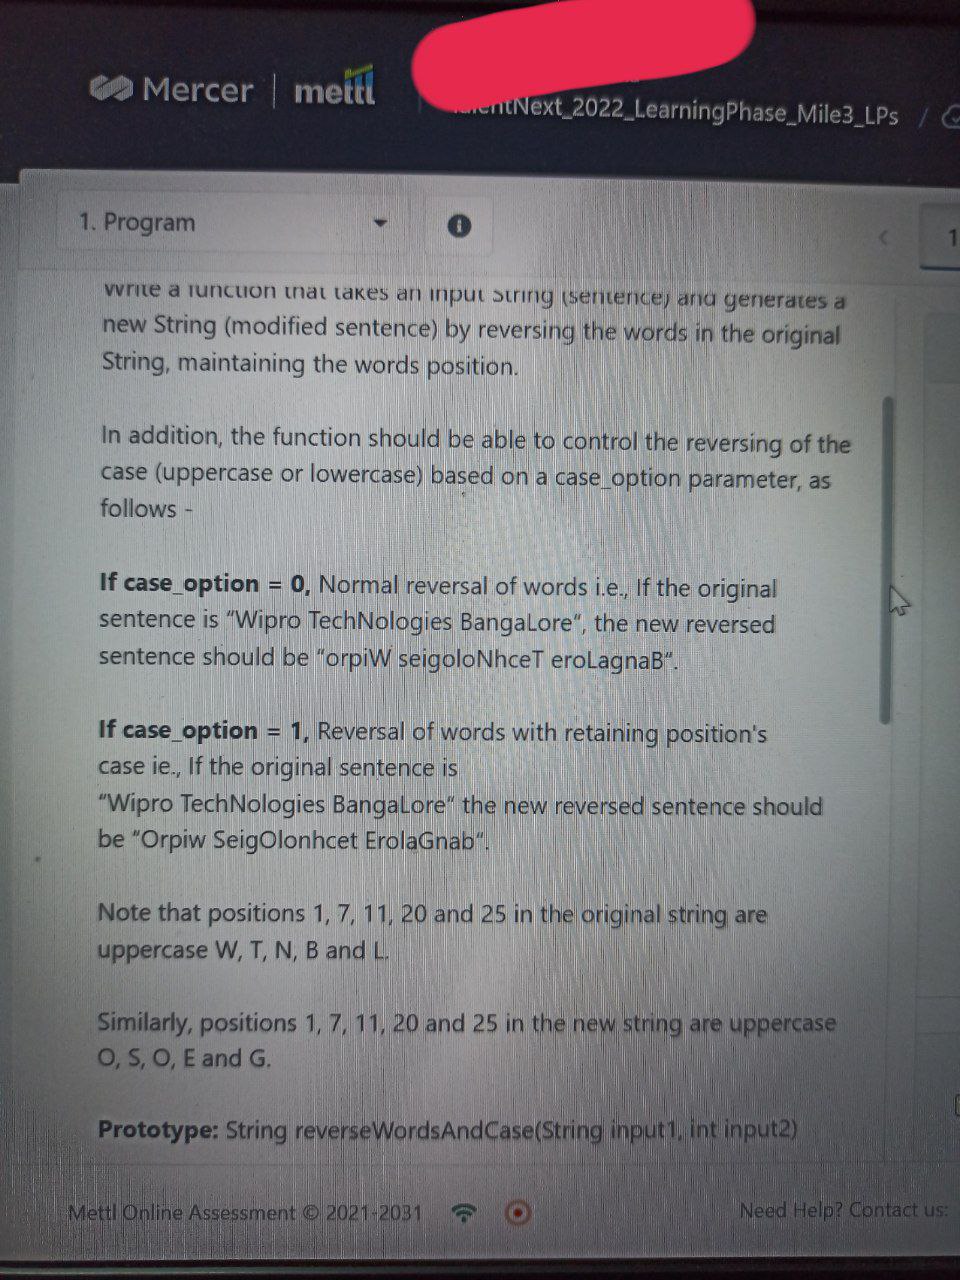 Mercer | mettl
entNext_2022_LearningPhase_Mile3_LPs /
1. Program
1
Write a function that takes an input String (sentence) and generates a
new String (modified sentence) by reversing the words in the original
String, maintaining the words position.
In addition, the function should be able to control the reversing of the
case (uppercase or lowercase) based on a case_option parameter, as
follows -
If case_option = 0, Normal reversal of words i.e., If the original
sentence is “Wipro TechNologies BangaLore“, the new reversed
sentence should be “orpiW seigoloNhceT eroLagnaB“.
If case_option = 1, Reversal of words with retaining position's
case ie., If the original sentence is
“Wipro TechNologies BangaLore“ the new reversed sentence should
be “Orpiw SeigOlonhcet ErolaGnab“.
Note that positions 1, 7, 11, 20 and 25 in the original string are
uppercase W, T, N, B and L.
Similarly, positions 1, 7, 11, 20 and 25 in the new string are uppercase
O, S, O, E and G.
Prototype: String reverseWordsAndCase(String input1, int input2)
Mettl Online Assessment © 2021-2031
Need Help? Contact us: